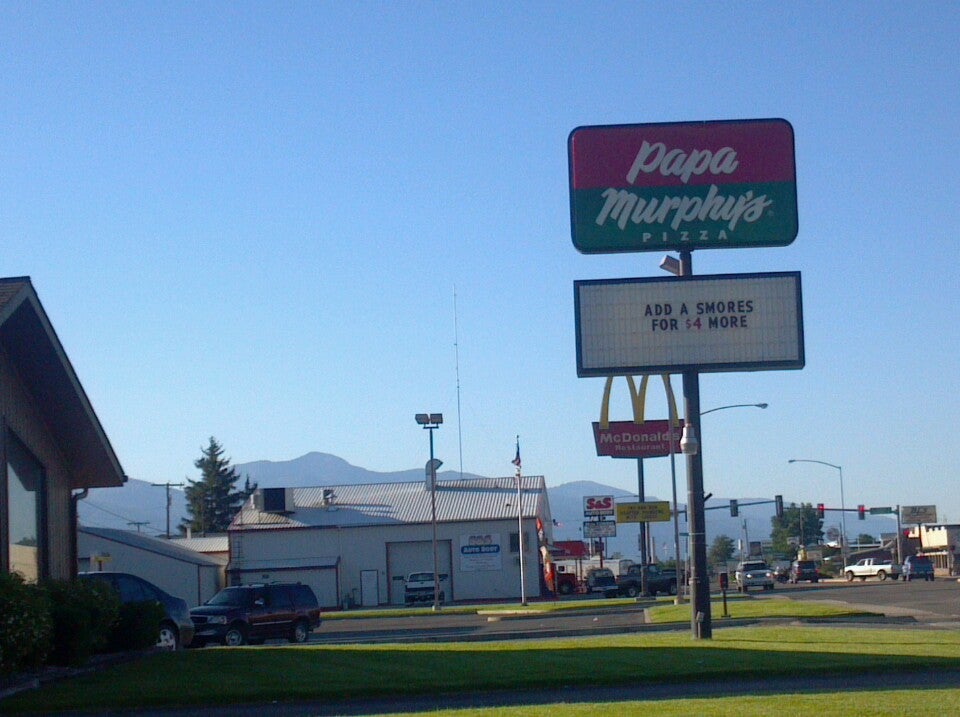 Papa
Murphy's
PIZZA
ADD A SMORES
FOR $4 MORE
McDonald's
Restaurant
S&S
AUTO BODY